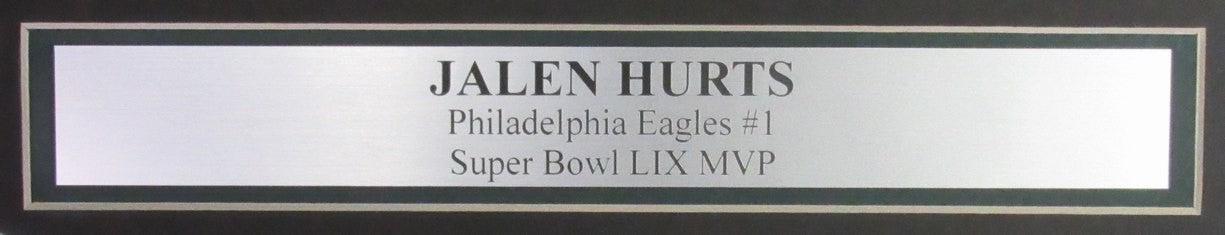 JALEN HURTS
Philadelphia Eagles #1
Super Bowl LIX MVP